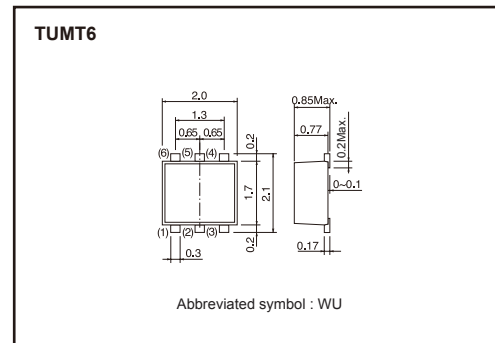 TUMT6
2.0
1.3
0.65 0.65
(6) (5) (4)
0.2
1.7
2.1
0.2
(1) (2) (3)
0.3
0.85Max.
0.77
0.2Max.
0~0.1
0.17
Abbreviated symbol : WU